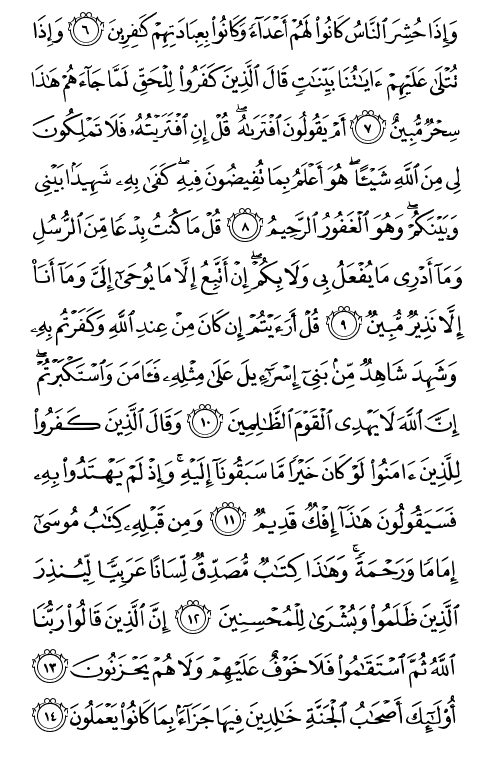 وَإِذَا حُشِرَ ٱلنَّاسُ كَانُوا۟ لَهُمْ أَعْدَآءً وَكَانُوا۟ بِعِبَادَتِهِمْ كَـٰفِرِينَ ﴿٦﴾ وَإِذَا
تُتْلَىٰ عَلَيْهِمْ ءَايَـٰتُنَا بَيِّنَـٰتٍ قَالَ ٱلَّذِينَ كَفَرُوا۟ لِلْحَقِّ لَمَّا جَآءَهُمْ هَـٰذَا
سِحْرٌ مُّبِينٌ ﴿٧﴾ أَمْ يَقُولُونَ ٱفْتَرَىٰهُ ۖ قُلْ إِنِ ٱفْتَرَيْتُهُۥ فَلَا تَمْلِكُونَ
لِى مِنَ ٱللَّهِ شَيْـًٔا ۖ هُوَ أَعْلَمُ بِمَا تُفِيضُونَ فِيهِ ۖ كَفَىٰ بِهِۦ شَهِيدًۢا بَيْنِى
وَبَيْنَكُمْ ۖ وَهُوَ ٱلْغَفُورُ ٱلرَّحِيمُ ﴿٨﴾ قُلْ مَا كُنتُ بِدْعًا مِّنَ ٱلرُّسُلِ
وَمَآ أَدْرِى مَا يُفْعَلُ بِى وَلَا بِكُمْ ۖ إِنْ أَتَّبِعُ إِلَّا مَا يُوحَىٰٓ إِلَىَّ وَمَآ أَنَا۠
إِلَّا نَذِيرٌ مُّبِينٌ ﴿٩﴾ قُلْ أَرَءَيْتُمْ إِن كَانَ مِنْ عِندِ ٱللَّهِ وَكَفَرْتُم بِهِۦ
وَشَهِدَ شَاهِدٌ مِّنۢ بَنِىٓ إِسْرَٰٓءِيلَ عَلَىٰ مِثْلِهِۦ فَـَٔامَنَ وَٱسْتَكْبَرْتُمْ ۖ
إِنَّ ٱللَّهَ لَا يَهْدِى ٱلْقَوْمَ ٱلظَّـٰلِمِينَ ﴿١٠﴾ وَقَالَ ٱلَّذِينَ كَفَرُوا۟
لِلَّذِينَ ءَامَنُوا۟ لَوْ كَانَ خَيْرًا مَّا سَبَقُونَآ إِلَيْهِ ۚ وَإِذْ لَمْ يَهْتَدُوا۟ بِهِۦ
فَسَيَقُولُونَ هَـٰذَآ إِفْكٌ قَدِيمٌ ﴿١١﴾ وَمِن قَبْلِهِۦ كِتَـٰبُ مُوسَىٰٓ
إِمَامًا وَرَحْمَةً ۚ وَهَـٰذَا كِتَـٰبٌ مُّصَدِّقٌ لِّسَانًا عَرَبِيًّا لِّيُنذِرَ
ٱلَّذِينَ ظَلَمُوا۟ وَبُشْرَىٰ لِلْمُحْسِنِينَ ﴿١٢﴾ إِنَّ ٱلَّذِينَ قَالُوا۟ رَبُّنَا
ٱللَّهُ ثُمَّ ٱسْتَقَـٰمُوا۟ فَلَا خَوْفٌ عَلَيْهِمْ وَلَا هُمْ يَحْزَنُونَ ﴿١٣﴾
أُو۟لَـٰٓئِكَ أَصْحَـٰبُ ٱلْجَنَّةِ خَـٰلِدِينَ فِيهَا جَزَآءًۢ بِمَا كَانُوا۟ يَعْمَلُونَ ﴿١٤﴾